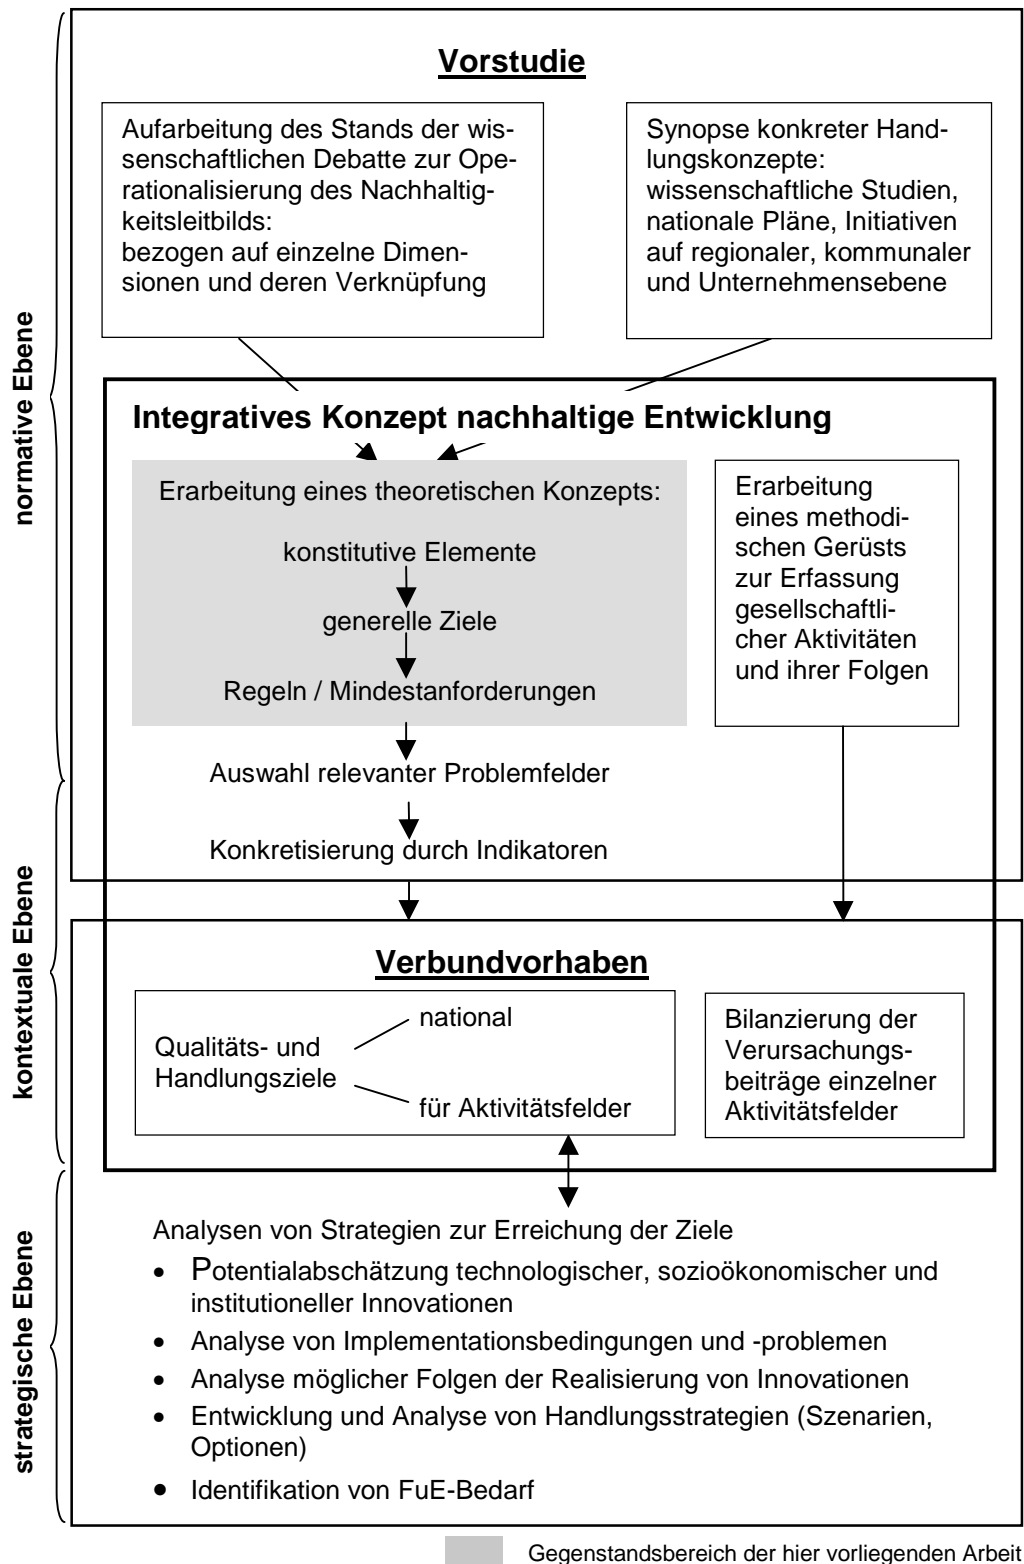 Vorstudie
Aufarbeitung des Stands der wis-
senschaftlichen Debatte zur Ope-
rationalisierung des Nachhaltig-
keitsleitbilds:
bezogen auf einzelne Dimen-
sionen und deren Verknüpfung
Synopse konkreter Hand-
lungskonzepte:
wissenschaftliche Studien,
nationale Pläne, Initiativen
auf regionaler, kommunaler
und Unternehmensebene
normative Ebene
Integratives Konzept nachhaltige Entwicklung
Erarbeitung eines theoretischen Konzepts:
konstitutive Elemente
generelle Ziele
Regeln / Mindestanforderungen
Auswahl relevanter Problemfelder
Konkretisierung durch Indikatoren
Erarbeitung
eines methodi-
schen Gerüsts
zur Erfassung
gesellschaftli-
cher Aktivitäten
und ihrer Folgen
kontextuale Ebene
Verbundvorhaben
Qualitäts- und
Handlungsziele
national
für Aktivitätsfelder
Bilanzierung der
Verursachungs-
beiträge einzelner
Aktivitätsfelder
strategische Ebene
Analysen von Strategien zur Erreichung der Ziele
• Potentialabschätzung technologischer, sozioökonomischer und
institutioneller Innovationen
• Analyse von Implementationsbedingungen und -problemen
• Analyse möglicher Folgen der Realisierung von Innovationen
• Entwicklung und Analyse von Handlungsstrategien (Szenarien,
Optionen)
• Identifikation von FuE-Bedarf
Gegenstandsbereich der hier vorliegenden Arbeit